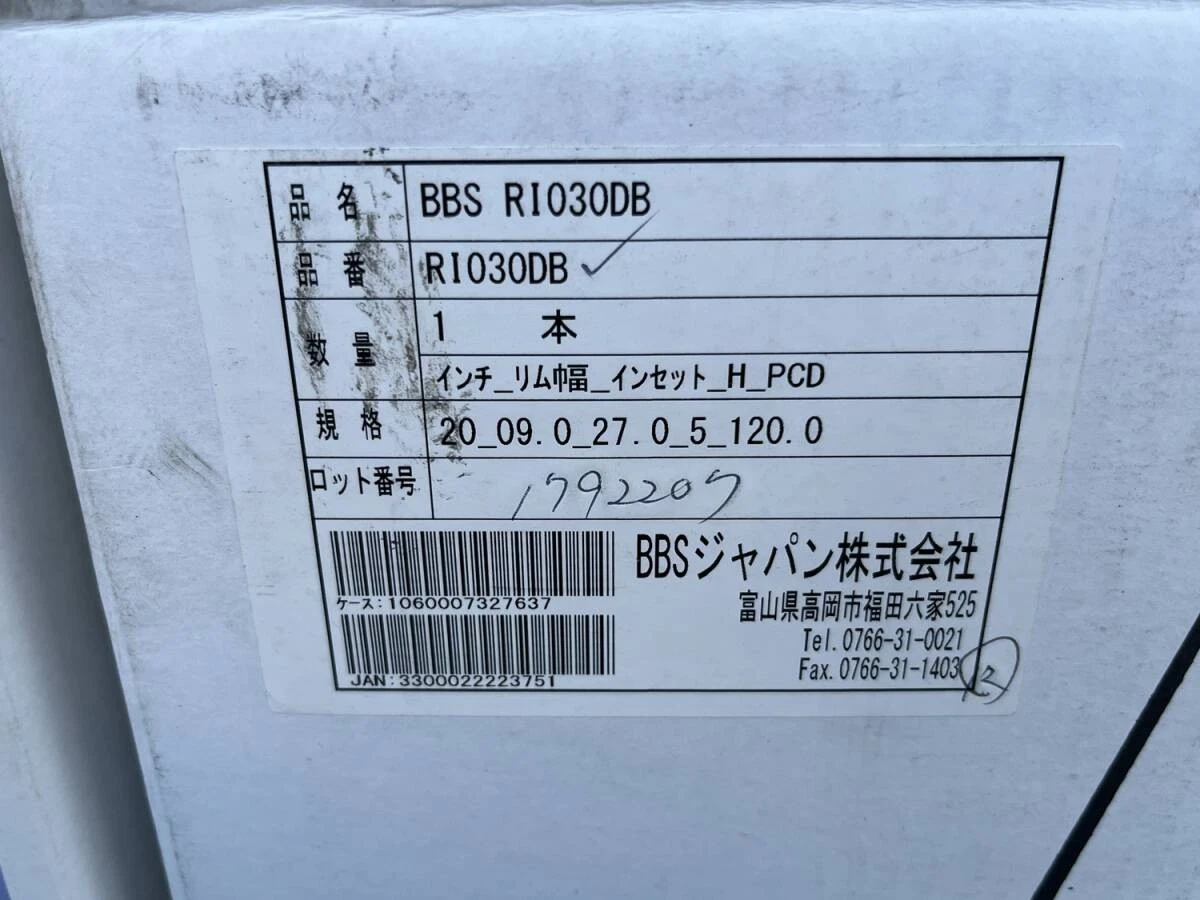 品名 BBS RI030DB
品番 RI030DB
数量 1 本
インチ_リム巾畐_インセット_H_PCD
規格 20_09.0_27.0_5_120.0
ロット番号 1792207
BBSジャパン株式会社
富山県高岡市福田六家525
Tel.0766-31-0021
Fax.0766-31-1403
ケース:1060007327637
JAN:3300022223751